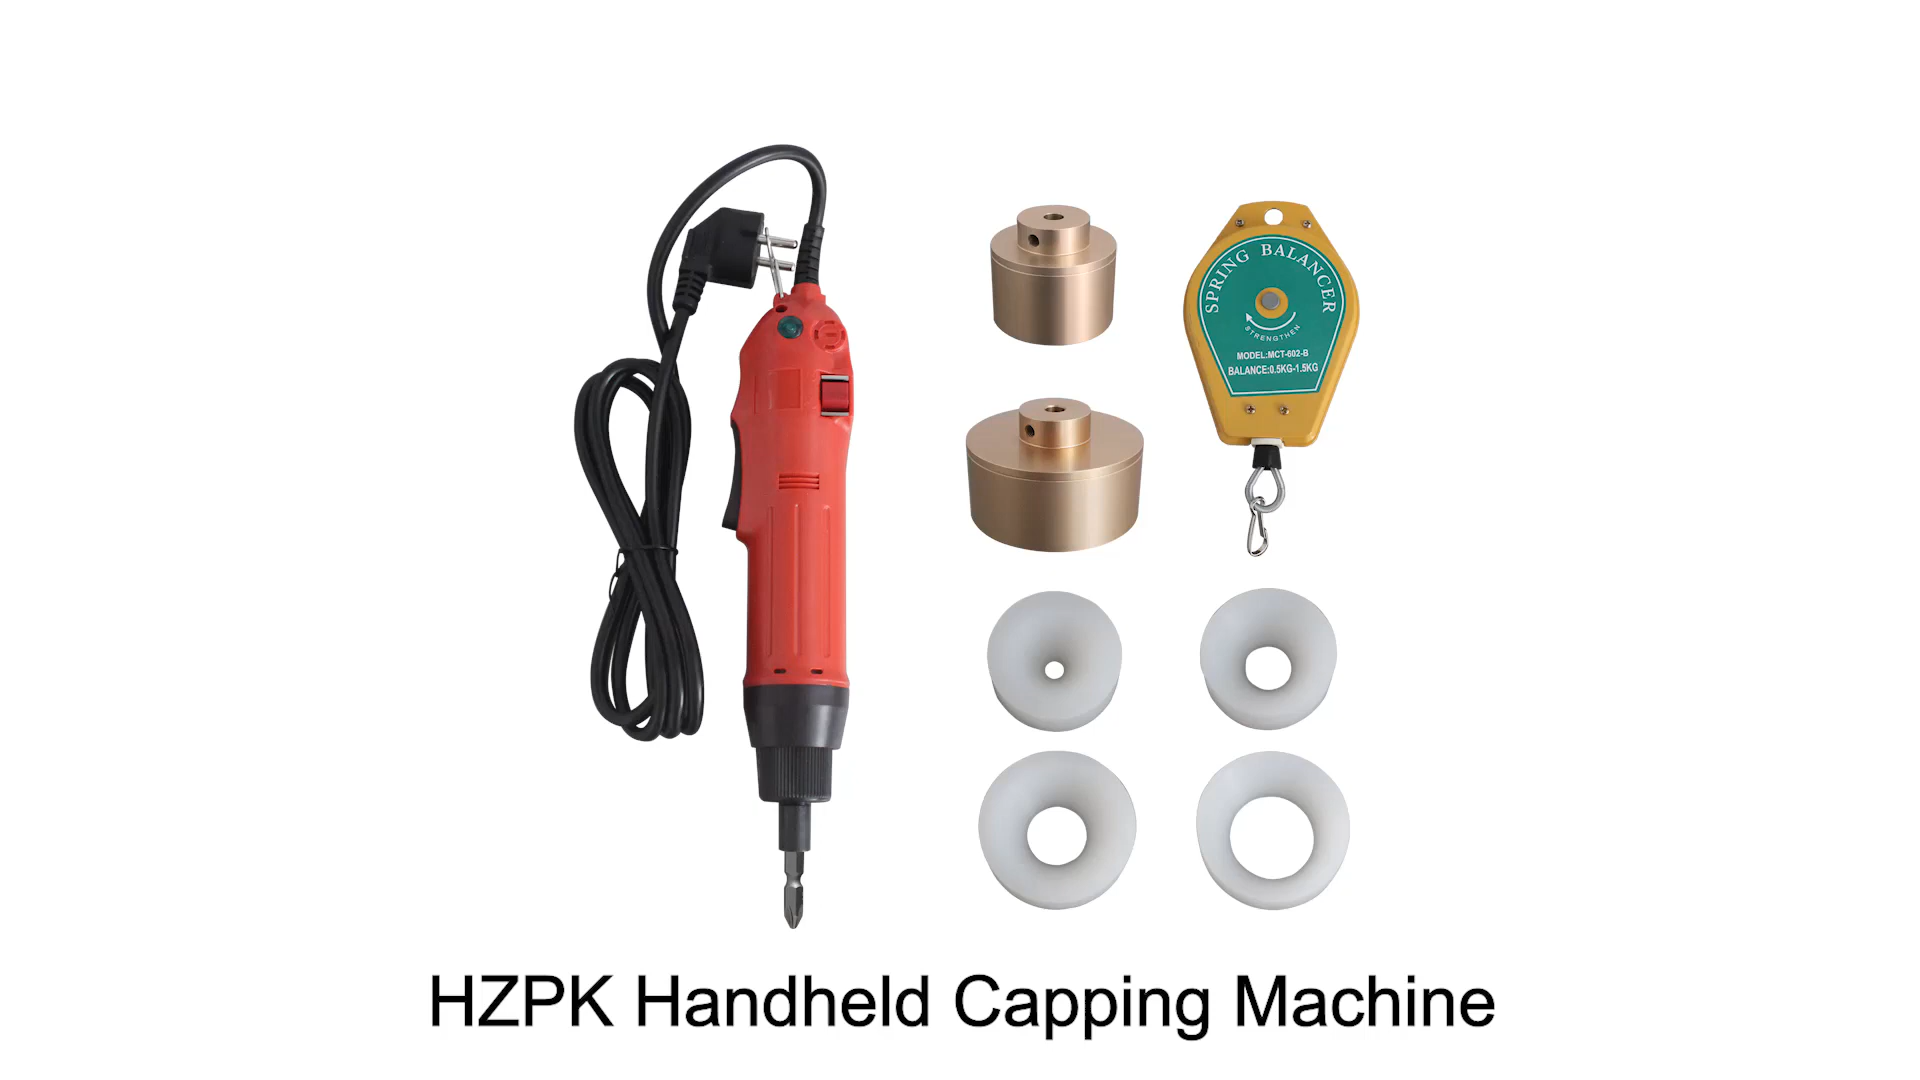 SPRING BALANCER
STRENGTHEN
MODEL:MCT-602-B
BALANCE:0.5KG-1.5KG
HZPK Handheld Capping Machine